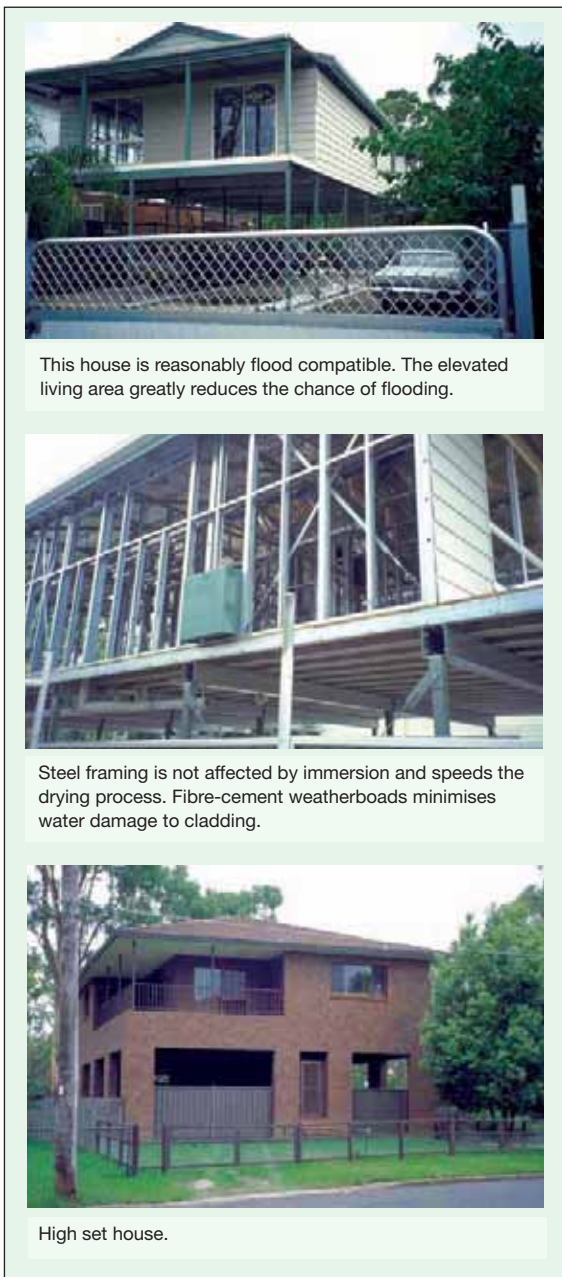 This house is reasonably flood compatible. The elevated
living area greatly reduces the chance of flooding.
Steel framing is not affected by immersion and speeds the
drying process. Fibre-cement weatherboads minimises
water damage to cladding.
High set house.